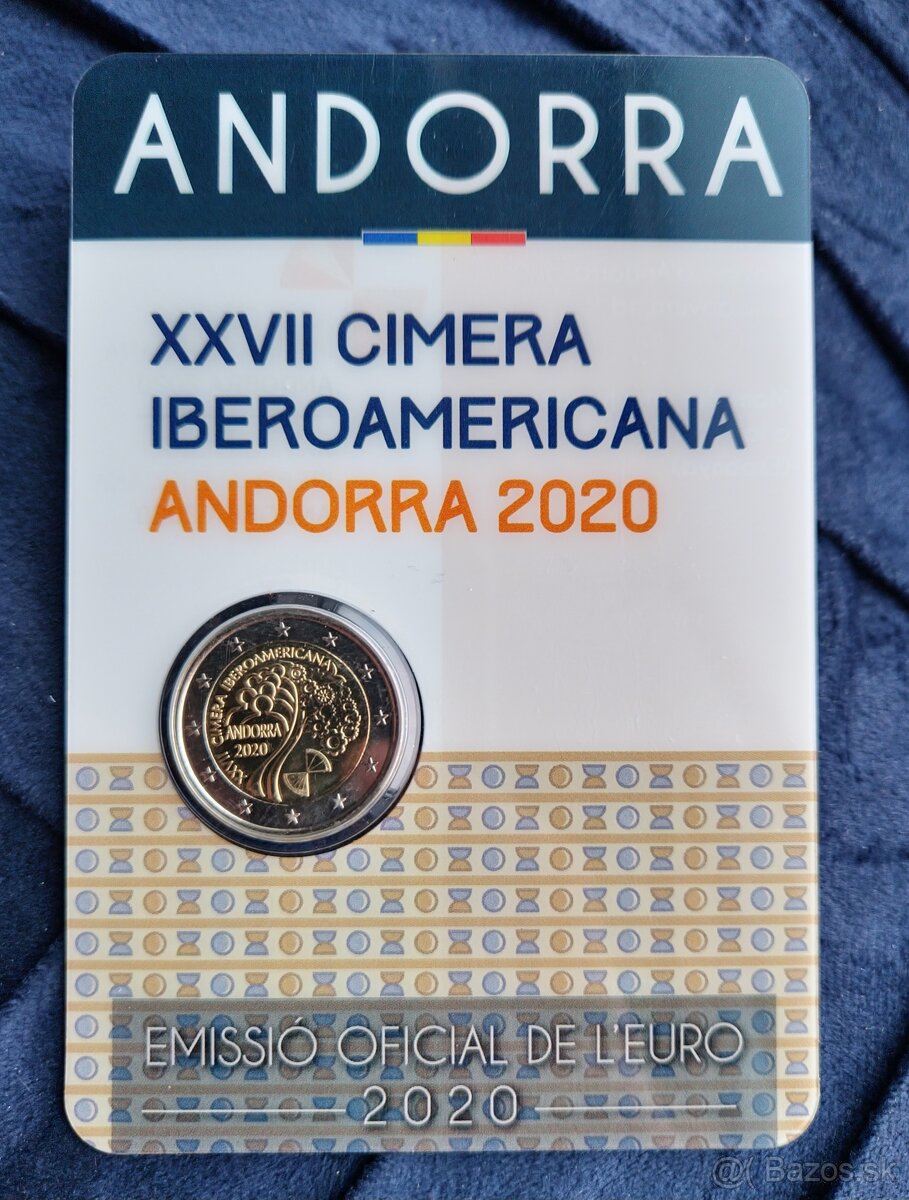 ANDORRA
XXVII CIMERA
IBEROAMERICANA
ANDORRA 2020
XXVII CIMERA IBEROAMERICANA
ANDORRA
2020
EMISSIÓ OFICIAL DE L'EURO
2020
@( Bazos.sk